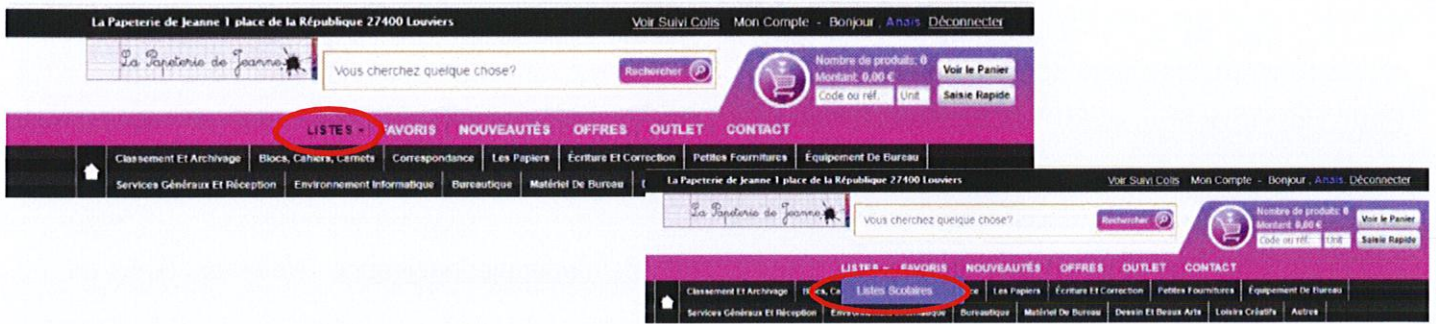 La Papeterie de Jeanne 1 place de la République 27400 Louviers Voir Suivi Colis Mon Compte - Bonjour , Anaïs. Déconnecter
La Papeterie de Jeanne
Vous cherchez quelque chose?
Rechercher
Nombre de produits: 0
Montant: 0,00 €
Code ou réf. Unit
Voir le Panier
Saisie Rapide
LISTES FAVORIS NOUVEAUTÉS OFFRES OUTLET CONTACT
Classement Et Archivage Blocs, Cahiers, Carnets Correspondance Les Papiers Écriture Et Correction Petites Fournitures Équipement De Bureau
Services Généraux Et Réception Environnement Informatique Bureautique Matériel De Bureau
La Papeterie de Jeanne 1 place de la République 27400 Louviers Voir Suivi Colis Mon Compte - Bonjour , Anaïs. Déconnecter
La Papeterie de Jeanne
Vous cherchez quelque chose?
Rechercher
Nombre de produits: 0
Montant: 0,00 €
Code ou réf. Unit
Voir le Panier
Saisie Rapide
LISTES FAVORIS NOUVEAUTÉS OFFRES OUTLET CONTACT
Listes Scolaires
Classement Et Archivage Les Papiers Écriture Et Correction Petites Fournitures Équipement De Bureau
Services Généraux Et Réception Environnement Informatique Bureautique Matériel De Bureau Dessin Et Beaux Arts Loisirs Créatifs Autres